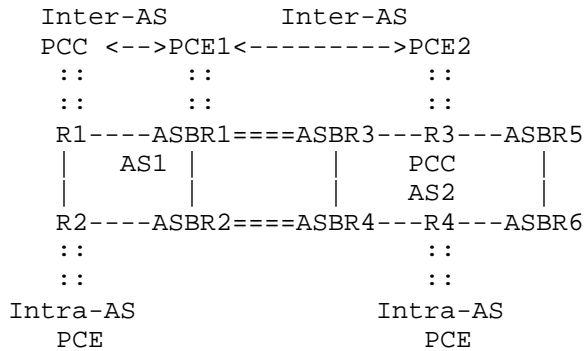 Inter-AS       Inter-AS
   PCC <-->PCE1<--------->PCE2
    ::      ::             ::
    ::      ::             ::
    R1----ASBR1====ASBR3---R3---ASBR5
    |   AS1 |        |    PCC     |
    |       |        |    AS2     |
    R2----ASBR2====ASBR4---R4---ASBR6
    ::                     ::
    ::                     ::
 Intra-AS               Intra-AS
    PCE                    PCE